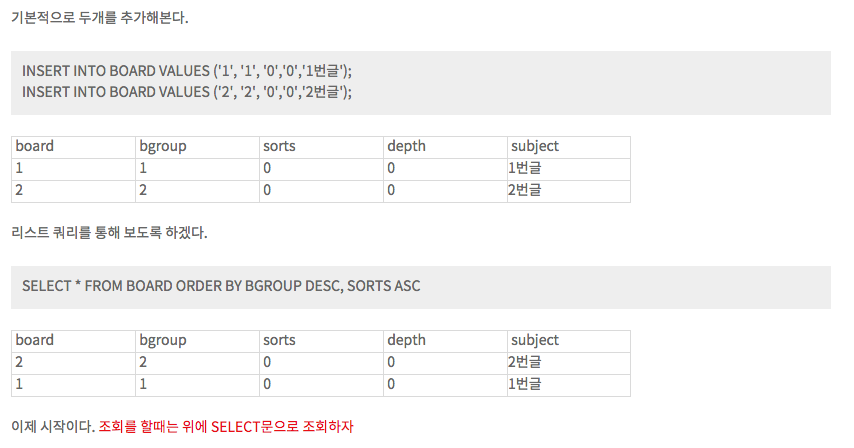 기본적으로 두개를 추가해본다.
INSERT INTO BOARD VALUES ('1', '1', '0','0','1번글');
INSERT INTO BOARD VALUES ('2', '2', '0','0','2번글');
board bgroup sorts depth subject
1 1 0 0 1번글
2 2 0 0 2번글
리스트 쿼리를 통해 보도록 하겠다.
SELECT * FROM BOARD ORDER BY BGROUP DESC, SORTS ASC
board bgroup sorts depth subject
2 2 0 0 2번글
1 1 0 0 1번글
이제 시작이다. 조회를 할때는 위에 SELECT문으로 조회하자